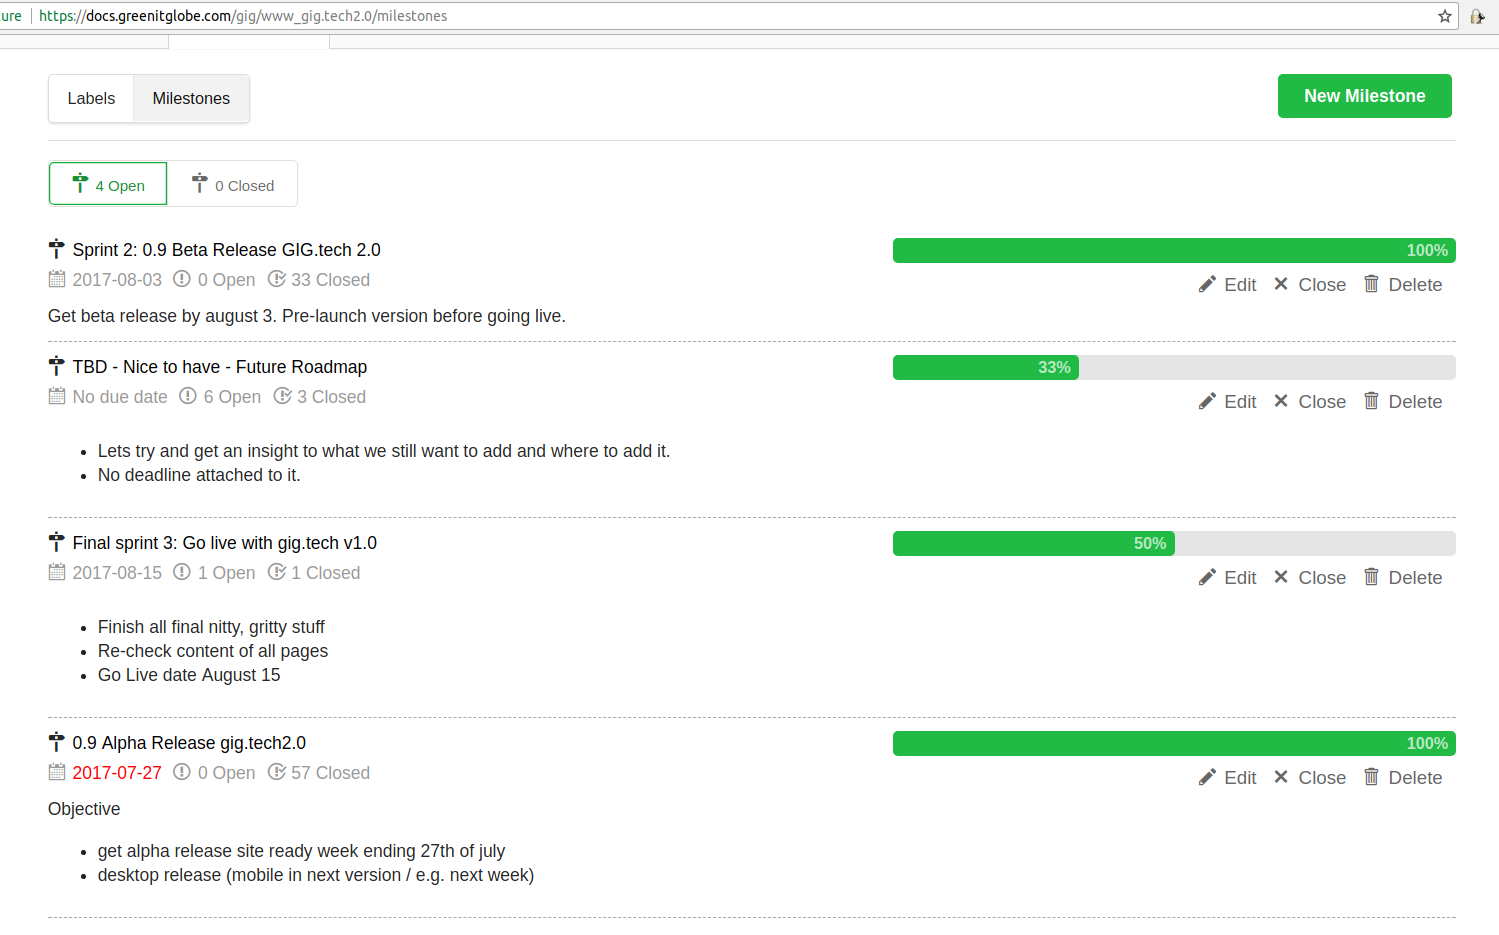 ure https://docs.greenitglobe.com/gig/www_gig.tech2.0/milestones
Labels Milestones New Milestone
4 Open 0 Closed
Sprint 2: 0.9 Beta Release GIG.tech 2.0 100%
2017-08-03 0 Open 33 Closed Edit Close Delete
Get beta release by august 3. Pre-launch version before going live.
TBD - Nice to have - Future Roadmap 33%
No due date 6 Open 3 Closed Edit Close Delete
Lets try and get an insight to what we still want to add and where to add it.
No deadline attached to it.
Final sprint 3: Go live with gig.tech v1.0 50%
2017-08-15 1 Open 1 Closed Edit Close Delete
Finish all final nitty, gritty stuff
Re-check content of all pages
Go Live date August 15
0.9 Alpha Release gig.tech2.0 100%
2017-07-27 0 Open 57 Closed Edit Close Delete
Objective
get alpha release site ready week ending 27th of july
desktop release (mobile in next version / e.g. next week)